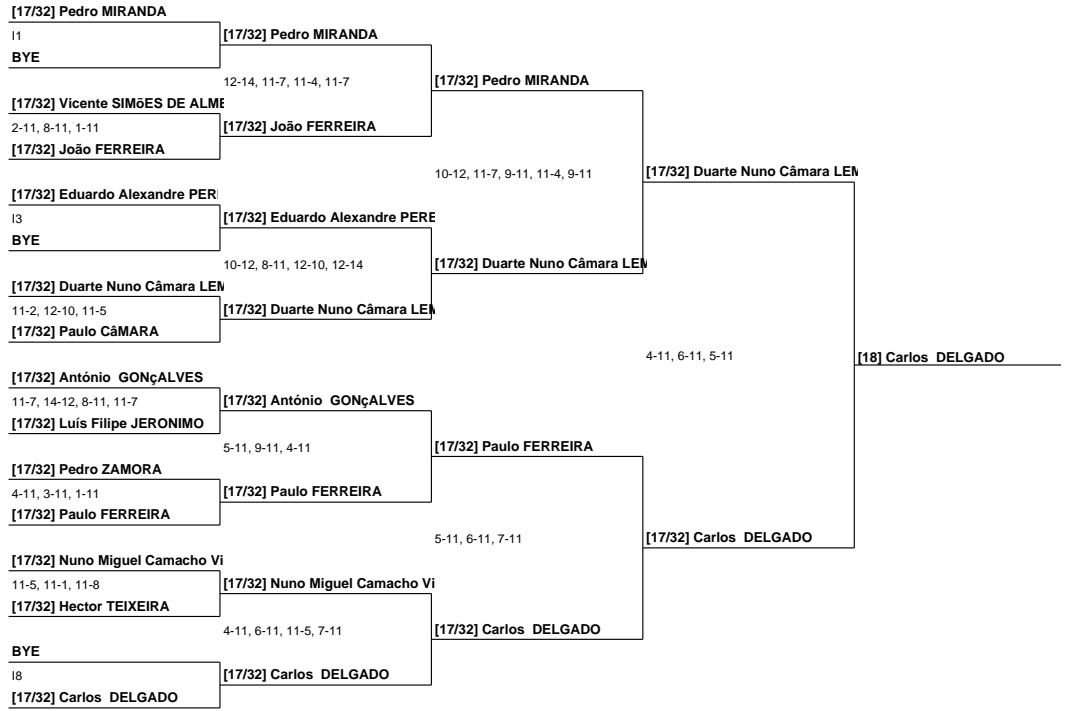 [17/32] Pedro MIRANDA
I1
BYE
[17/32] Vicente SIMõES DE ALME
2-11, 8-11, 1-11
[17/32] João FERREIRA
[17/32] Eduardo Alexandre PER
I3
BYE
[17/32] Duarte Nuno Câmara LEM
11-2, 12-10, 11-5
[17/32] Paulo CâMARA
[17/32] António GONçALVES
11-7, 14-12, 8-11, 11-7
[17/32] Luís Filipe JERONIMO
[17/32] Pedro ZAMORA
4-11, 3-11, 1-11
[17/32] Paulo FERREIRA
[17/32] Nuno Miguel Camacho Vi
11-5, 11-1, 11-8
[17/32] Hector TEIXEIRA
BYE
I8
[17/32] Carlos DELGADO
[17/32] Pedro MIRANDA
12-14, 11-7, 11-4, 11-7
[17/32] João FERREIRA
[17/32] Eduardo Alexandre PERE
10-12, 8-11, 12-10, 12-14
[17/32] Duarte Nuno Câmara LEM
[17/32] António GONçALVES
5-11, 9-11, 4-11
[17/32] Paulo FERREIRA
[17/32] Nuno Miguel Camacho Vi
4-11, 6-11, 11-5, 7-11
[17/32] Carlos DELGADO
[17/32] Pedro MIRANDA
10-12, 11-7, 9-11, 11-4, 9-11
[17/32] Duarte Nuno Câmara LEM
[17/32] Paulo FERREIRA
5-11, 6-11, 7-11
[17/32] Carlos DELGADO
[17/32] Duarte Nuno Câmara LEM
4-11, 6-11, 5-11
[17/32] Carlos DELGADO
[18] Carlos DELGADO